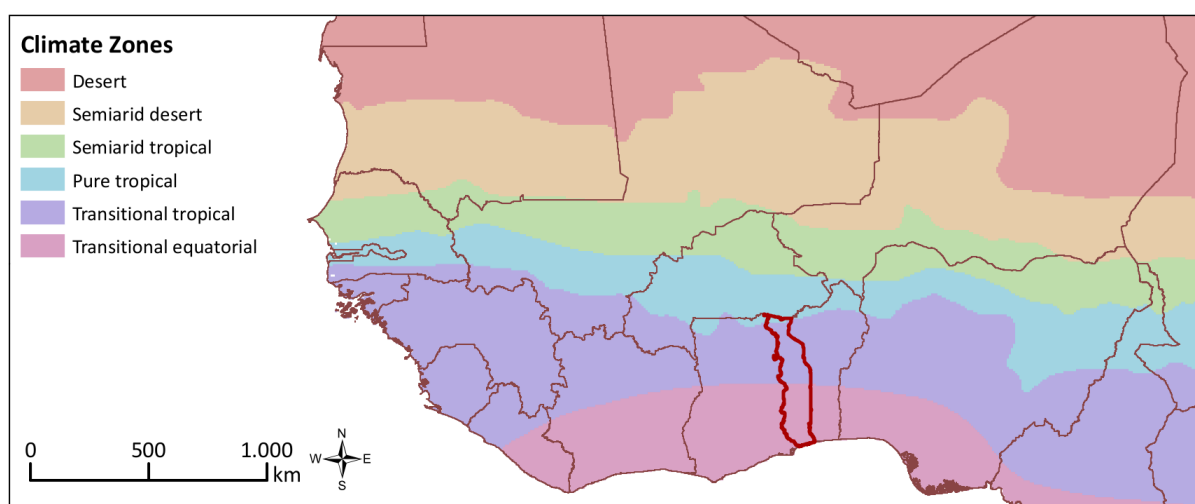 Climate Zones
Desert
Semiarid desert
Semiarid tropical
Pure tropical
Transitional tropical
Transitional equatorial
0 500 1.000
km
N
W E
S